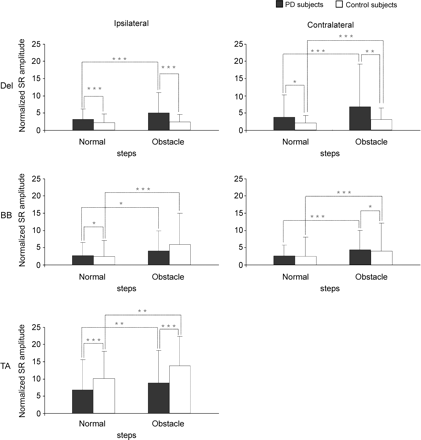 PD subjects Control subjects
Ipsilateral Contralateral
Del
Normalized SR amplitude
25
20
15
10
5
0
***
***
***
Normal Obstacle
steps
Normalized SR amplitude
25
20
15
10
5
0
***
***
*
**
Normal Obstacle
steps
BB
Normalized SR amplitude
25
20
15
10
5
0
***
*
*
Normal Obstacle
steps
25
20
15
10
5
0
***
***
*
Normal Obstacle
steps
TA
Normalized SR amplitude
25
20
15
10
5
0
**
**
***
***
Normal Obstacle
steps